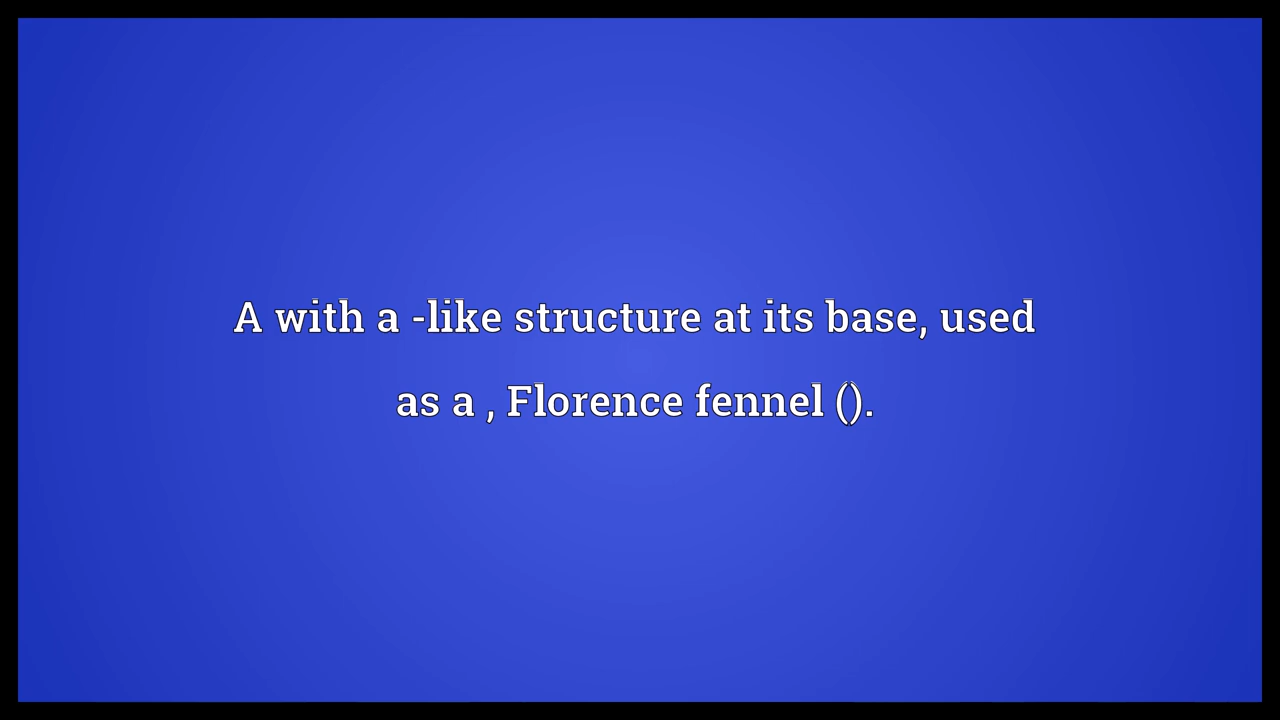 A with a -like structure at its base, used
as a , Florence fennel ().